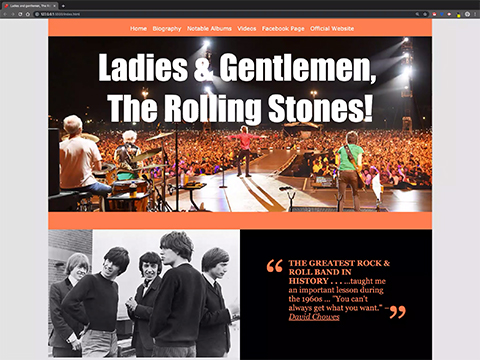 Ladies and gentlemen, The R
Home Biography Notable Albums Videos Facebook Page Official Website
Ladies & Gentlemen,
The Rolling Stones!
“ THE GREATEST ROCK &
ROLL BAND IN
HISTORY . . . ...taught me
an important lesson during
the 1960s ... "You can't
always get what you want." ~
David Chowes ”